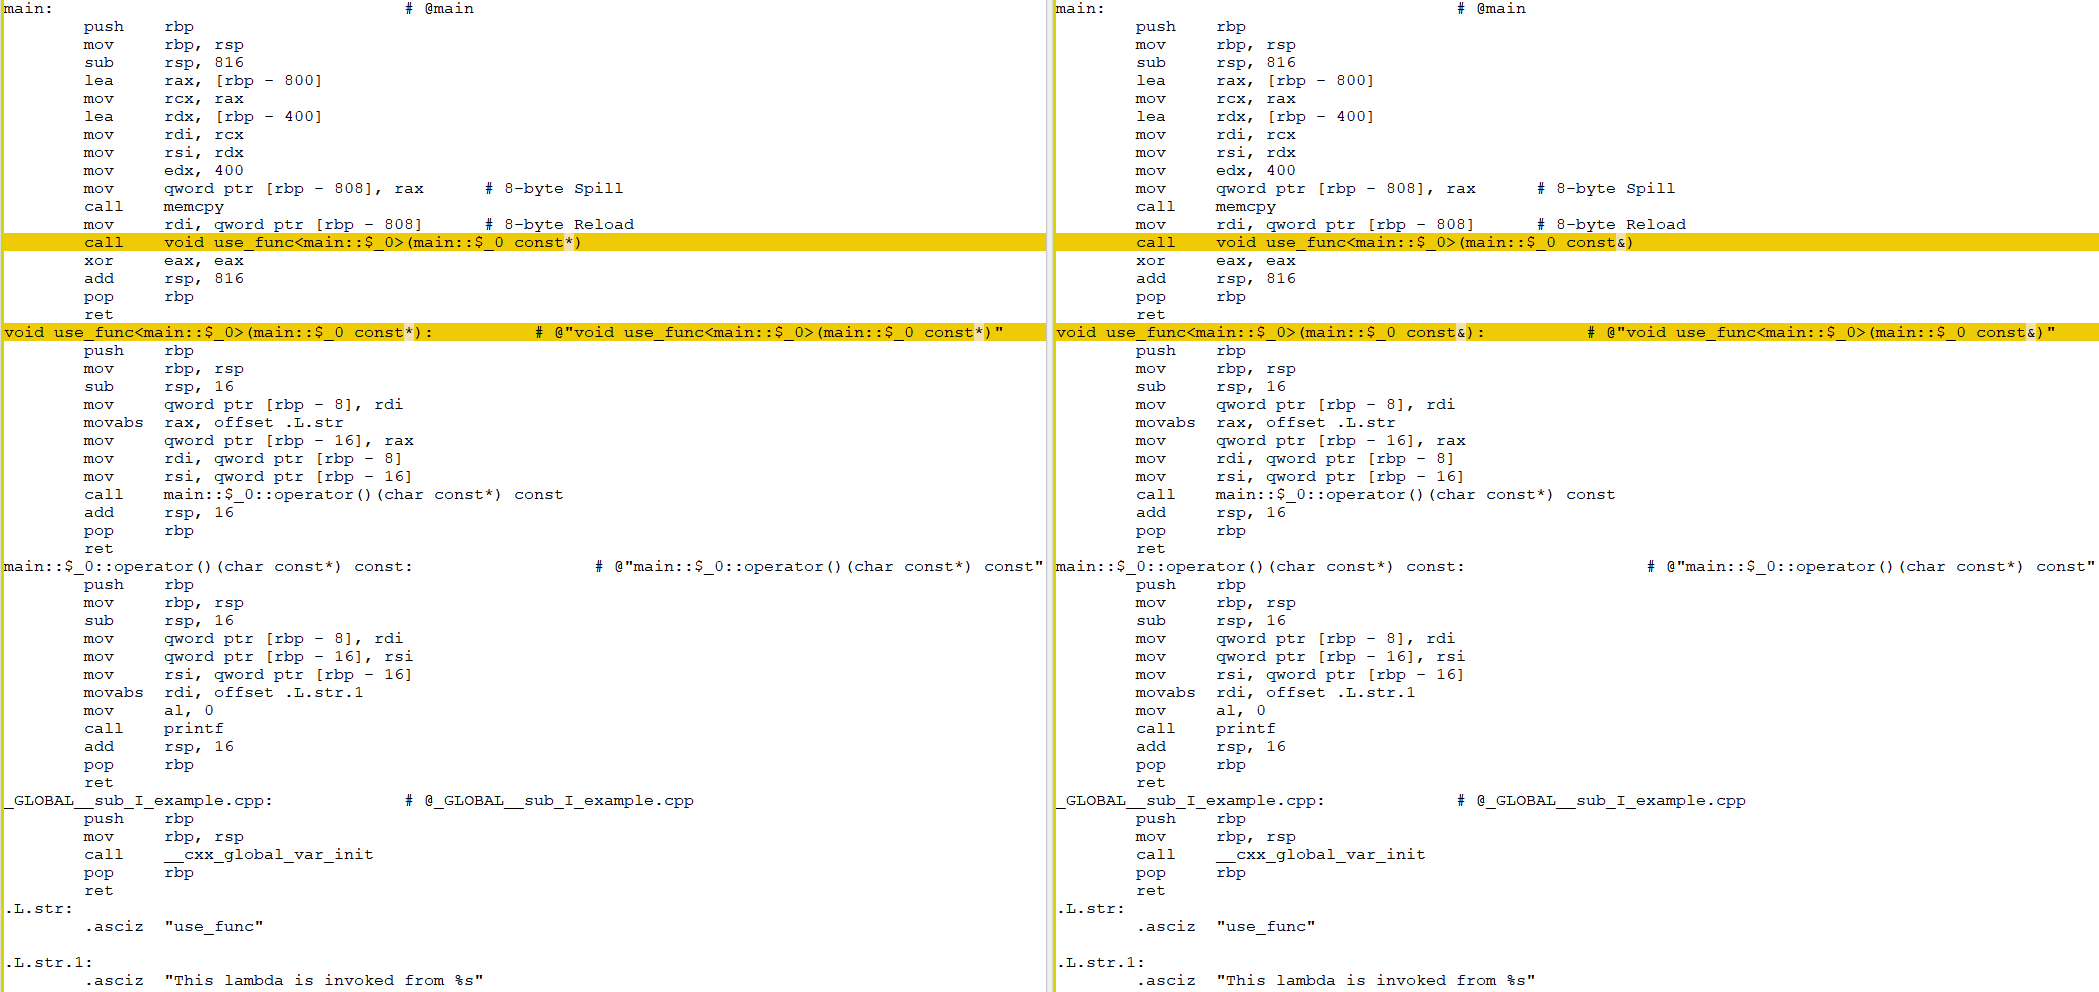 main:                                   # @main
        push    rbp
        mov     rbp, rsp
        sub     rsp, 816
        lea     rax, [rbp - 800]
        mov     rcx, rax
        lea     rdx, [rbp - 400]
        mov     rdi, rcx
        mov     rsi, rdx
        mov     edx, 400
        mov     qword ptr [rbp - 808], rax      # 8-byte Spill
        call    memcpy
        mov     rdi, qword ptr [rbp - 808]      # 8-byte Reload
        call    void use_func<main::$_0>(main::$_0 const*)
        xor     eax, eax
        add     rsp, 816
        pop     rbp
        ret
void use_func<main::$_0>(main::$_0 const*):          # @"void use_func<main::$_0>(main::$_0 const*)"
        push    rbp
        mov     rbp, rsp
        sub     rsp, 16
        mov     qword ptr [rbp - 8], rdi
        movabs  rax, offset .L.str
        mov     qword ptr [rbp - 16], rax
        mov     rdi, qword ptr [rbp - 8]
        mov     rsi, qword ptr [rbp - 16]
        call    main::$_0::operator()(char const*) const
        add     rsp, 16
        pop     rbp
        ret
main::$_0::operator()(char const*) const:                  # @"main::$_0::operator()(char const*) const"
        push    rbp
        mov     rbp, rsp
        sub     rsp, 16
        mov     qword ptr [rbp - 8], rdi
        mov     qword ptr [rbp - 16], rsi
        mov     rsi, qword ptr [rbp - 16]
        movabs  rdi, offset .L.str.1
        mov     al, 0
        call    printf
        add     rsp, 16
        pop     rbp
        ret
_GLOBAL__sub_I_example.cpp:             # @_GLOBAL__sub_I_example.cpp
        push    rbp
        mov     rbp, rsp
        call    __cxx_global_var_init
        pop     rbp
        ret
.L.str:
        .asciz  "use_func"
.L.str.1:
        .asciz  "This lambda is invoked from %s"
main:                                   # @main
        push    rbp
        mov     rbp, rsp
        sub     rsp, 816
        lea     rax, [rbp - 800]
        mov     rcx, rax
        lea     rdx, [rbp - 400]
        mov     rdi, rcx
        mov     rsi, rdx
        mov     edx, 400
        mov     qword ptr [rbp - 808], rax      # 8-byte Spill
        call    memcpy
        mov     rdi, qword ptr [rbp - 808]      # 8-byte Reload
        call    void use_func<main::$_0>(main::$_0 const&)
        xor     eax, eax
        add     rsp, 816
        pop     rbp
        ret
void use_func<main::$_0>(main::$_0 const&):          # @"void use_func<main::$_0>(main::$_0 const&)"
        push    rbp
        mov     rbp, rsp
        sub     rsp, 16
        mov     qword ptr [rbp - 8], rdi
        movabs  rax, offset .L.str
        mov     qword ptr [rbp - 16], rax
        mov     rdi, qword ptr [rbp - 8]
        mov     rsi, qword ptr [rbp - 16]
        call    main::$_0::operator()(char const*) const
        add     rsp, 16
        pop     rbp
        ret
main::$_0::operator()(char const*) const:                  # @"main::$_0::operator()(char const*) const"
        push    rbp
        mov     rbp, rsp
        sub     rsp, 16
        mov     qword ptr [rbp - 8], rdi
        mov     qword ptr [rbp - 16], rsi
        mov     rsi, qword ptr [rbp - 16]
        movabs  rdi, offset .L.str.1
        mov     al, 0
        call    printf
        add     rsp, 16
        pop     rbp
        ret
_GLOBAL__sub_I_example.cpp:             # @_GLOBAL__sub_I_example.cpp
        push    rbp
        mov     rbp, rsp
        call    __cxx_global_var_init
        pop     rbp
        ret
.L.str:
        .asciz  "use_func"
.L.str.1:
        .asciz  "This lambda is invoked from %s"